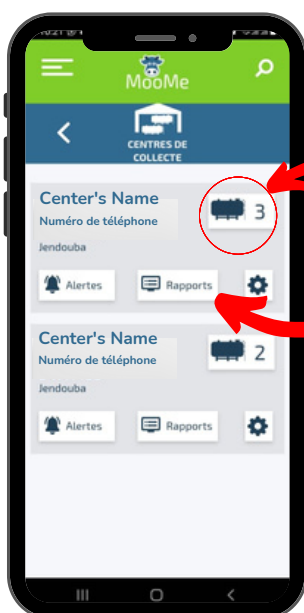 MooMe
CENTRES DE
COLLECTE
Center's Name
3
Numéro de téléphone
Jendouba
Alertes
Rapports
Center's Name
2
Numéro de téléphone
Jendouba
Alertes
Rapports